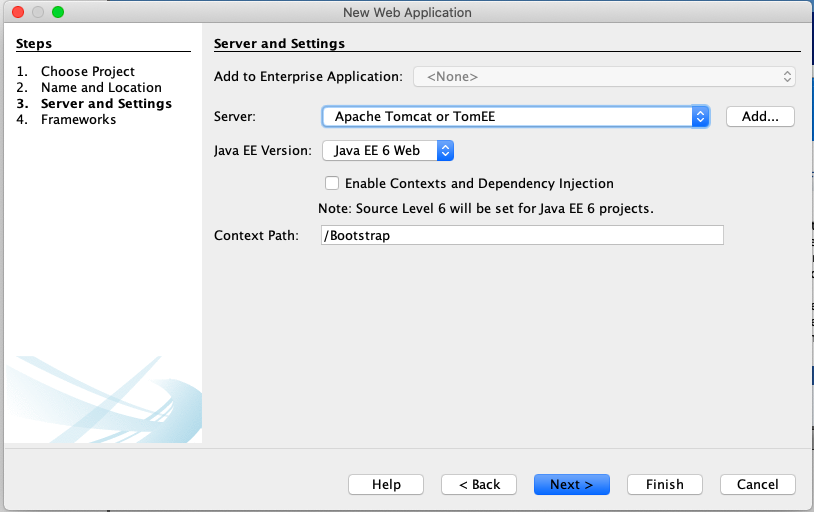 New Web Application
Steps
1. Choose Project
2. Name and Location
3. Server and Settings
4. Frameworks
Server and Settings
Add to Enterprise Application: <None>
Server: Apache Tomcat or TomEE Add...
Java EE Version: Java EE 6 Web
Enable Contexts and Dependency Injection
Note: Source Level 6 will be set for Java EE 6 projects.
Context Path: /Bootstrap
Help < Back Next > Finish Cancel